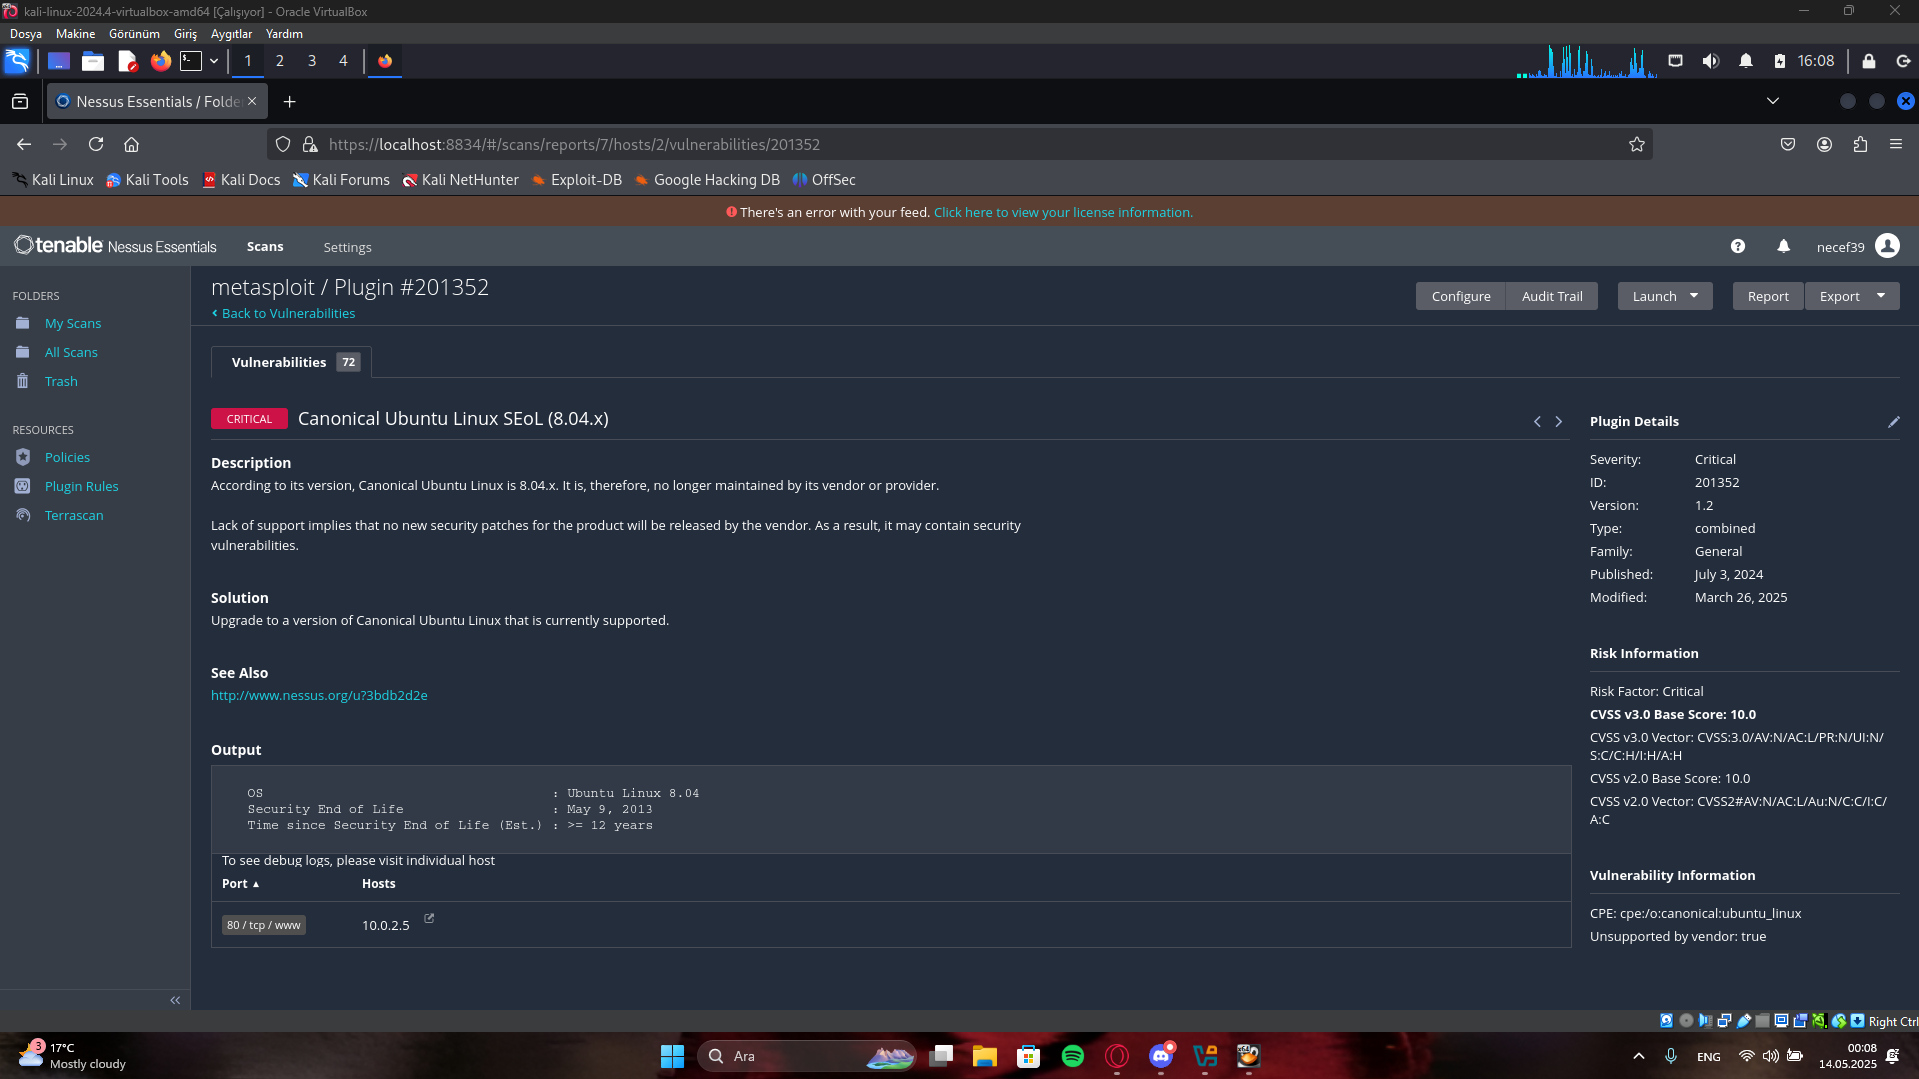 kali-linux-2024.4-virtualbox-amd64 [Çalışıyor] - Oracle VirtualBox
Dosya Makine Görünüm Giriş Aygıtlar Yardım
1 2 3 4 16:08
Nessus Essentials / Folde
https://localhost:8834/#/scans/reports/7/hosts/2/vulnerabilities/201352
Kali Linux Kali Tools Kali Docs Kali Forums Kali NetHunter Exploit-DB Google Hacking DB OffSec
There's an error with your feed. Click here to view your license information.
tenable Nessus Essentials Scans Settings necef39
FOLDERS
My Scans
All Scans
Trash
RESOURCES
Policies
Plugin Rules
Terrascan
metasploit / Plugin #201352
Back to Vulnerabilities
Configure Audit Trail Launch Report Export
Vulnerabilities 72
CRITICAL Canonical Ubuntu Linux SEoL (8.04.x)
Description
According to its version, Canonical Ubuntu Linux is 8.04.x. It is, therefore, no longer maintained by its vendor or provider.
Lack of support implies that no new security patches for the product will be released by the vendor. As a result, it may contain security
vulnerabilities.
Solution
Upgrade to a version of Canonical Ubuntu Linux that is currently supported.
See Also
http://www.nessus.org/u?3bdb2d2e
Output
OS : Ubuntu Linux 8.04
Security End of Life : May 9, 2013
Time since Security End of Life (Est.) : >= 12 years
To see debug logs, please visit individual host
Port ▲ Hosts
80 / tcp / www 10.0.2.5
Plugin Details
Severity: Critical
ID: 201352
Version: 1.2
Type: combined
Family: General
Published: July 3, 2024
Modified: March 26, 2025
Risk Information
Risk Factor: Critical
CVSS v3.0 Base Score: 10.0
CVSS v3.0 Vector: CVSS:3.0/AV:N/AC:L/PR:N/UI:N/
S:C/C:H/I:H/A:H
CVSS v2.0 Base Score: 10.0
CVSS v2.0 Vector: CVSS2#AV:N/AC:L/Au:N/C:C/I:C/
A:C
Vulnerability Information
CPE: cpe:/o:canonical:ubuntu_linux
Unsupported by vendor: true
Right Ctrl
3 17°C
Mostly cloudy
Ara
ENG
00:08
14.05.2025